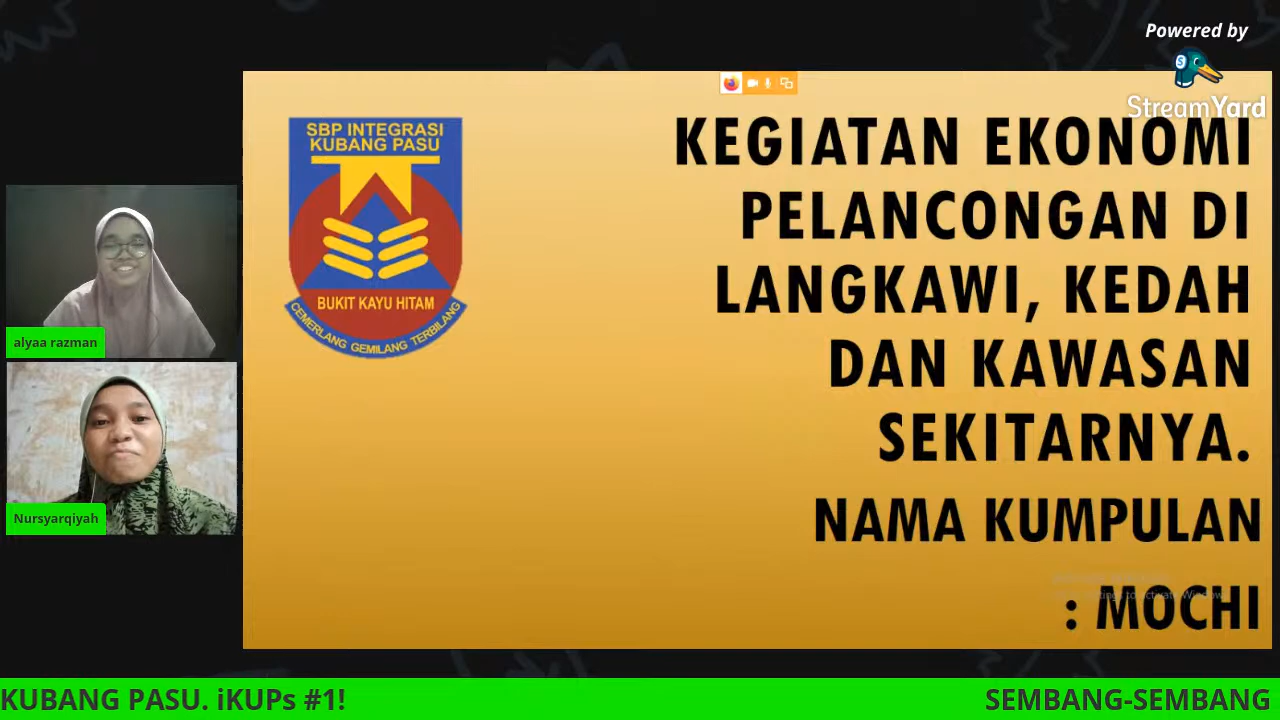 Powered by
StreamYard
SBP INTEGRASI
KUBANG PASU
BUKIT KAYU HITAM
CEMERLANG GEMILANG TERBILANG
KEGIATAN EKONOMI
PELANCONGAN DI
LANGKAWI, KEDAH
DAN KAWASAN
SEKITARNYA.
NAMA KUMPULAN
: MOCHI
alyaa razman
Nursyarqiyah
KUBANG PASU. iKUPs #1!
SEMBANG-SEMBANG